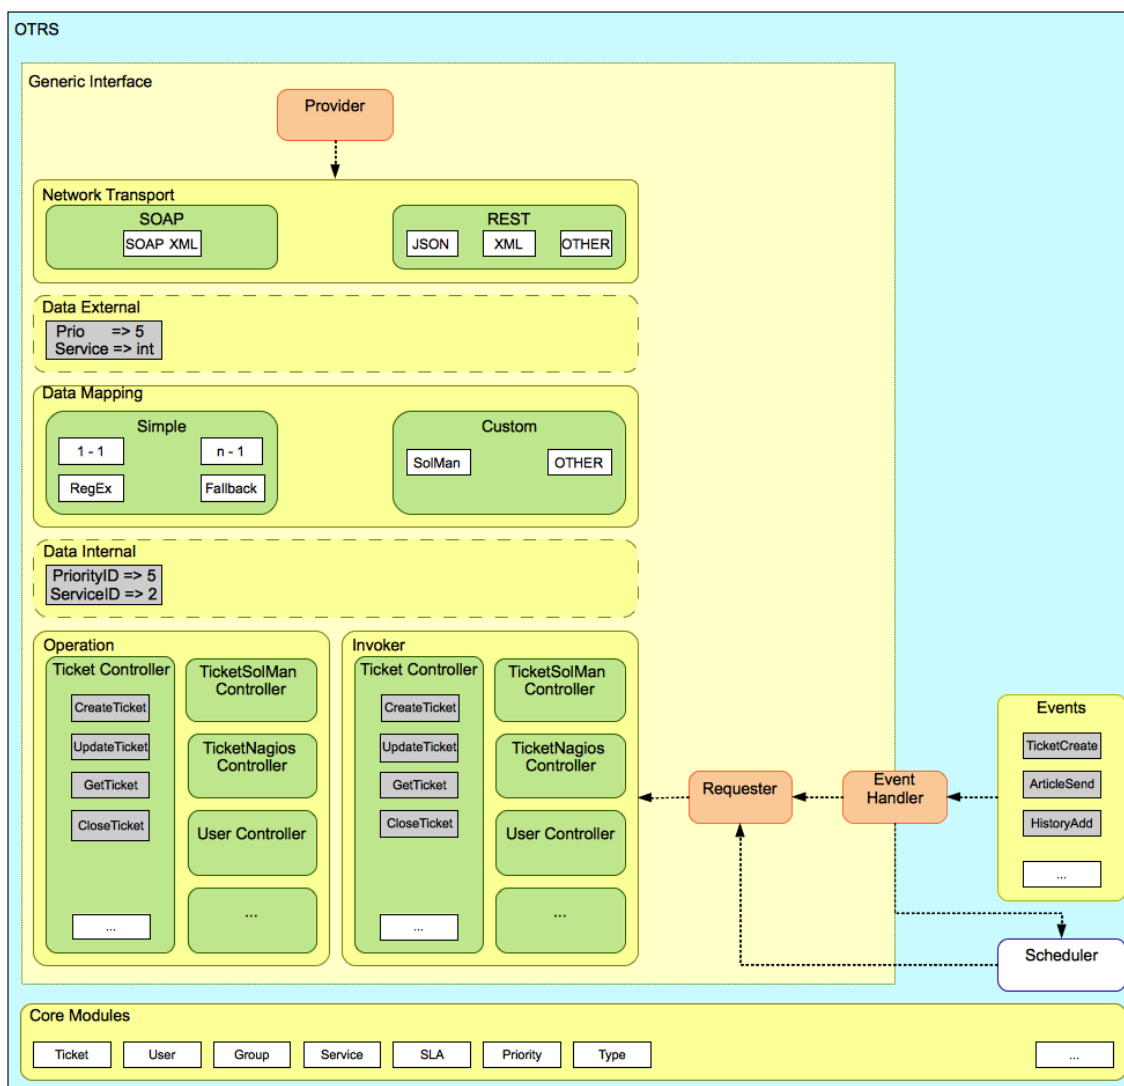 OTRS
Generic Interface
Provider
Network Transport
SOAP
SOAP XML
REST
JSON
XML
OTHER
Data External
Prio => 5
Service => int
Data Mapping
Simple
1 - 1
n - 1
RegEx
Fallback
Custom
SolMan
OTHER
Data Internal
PriorityID => 5
ServiceID => 2
Operation
Ticket Controller
CreateTicket
UpdateTicket
GetTicket
CloseTicket
...
TicketSolMan
Controller
TicketNagios
Controller
User Controller
...
Invoker
Ticket Controller
CreateTicket
UpdateTicket
GetTicket
CloseTicket
...
TicketSolMan
Controller
TicketNagios
Controller
User Controller
...
Requester
Event
Handler
Events
TicketCreate
ArticleSend
HistoryAdd
...
Scheduler
Core Modules
Ticket
User
Group
Service
SLA
Priority
Type
...